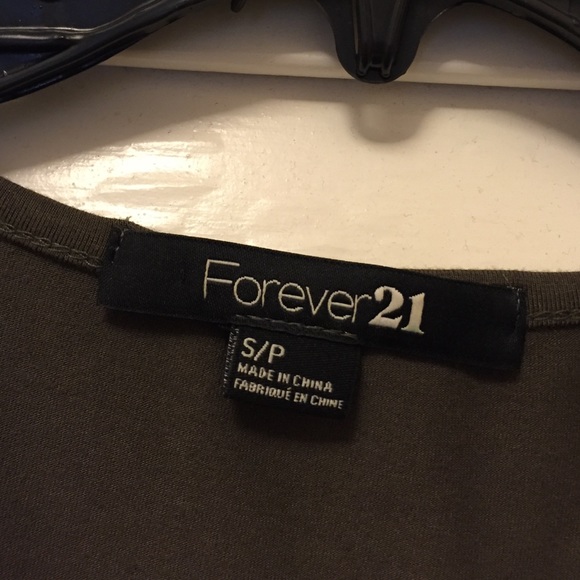 Forever21
S/P
MADE IN CHINA
FABRIQUÉ EN CHINE